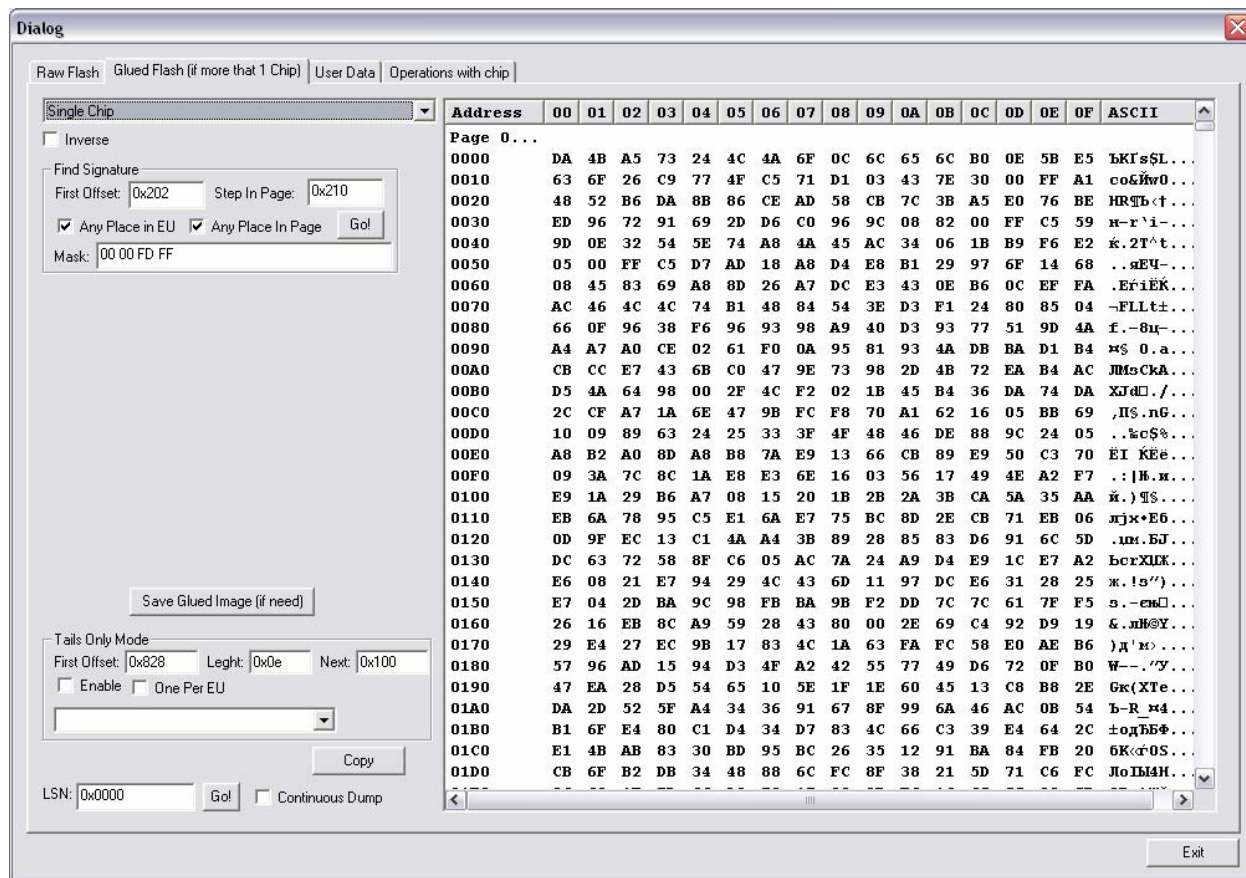 Dialog
Raw Flash Glued Flash (if more that 1 Chip) User Data Operations with chip
Single Chip
Inverse
Find Signature
First Offset: 0x202 Step In Page: 0x210
Any Place in EU Any Place In Page Go!
Mask: 00 00 FD FF
Save Glued Image (if need)
Tails Only Mode
First Offset: 0x828 Leght: 0x0e Next: 0x100
Enable One Per EU
Copy
LSN: 0x0000 Go! Continuous Dump
Address 00 01 02 03 04 05 06 07 08 09 0A 0B 0C 0D 0E 0F ASCII
Page 0...
0000 DA 4B A5 73 24 4C 4A 6F 0C 6C 65 6C B0 0E 5B E5 ЪKҐs$L...
0010 63 6F 26 C9 77 4F C5 71 D1 03 43 7E 30 00 FF A1 co&ЙwO...
0020 48 52 B6 DA 8B 86 CE AD 58 CB 7C 3B A5 E0 76 BE HR¶Ъ‹†...
0030 ED 96 72 91 69 2D D6 C0 96 9C 08 82 00 FF C5 59 н–r‘i-...
0040 9D 0E 32 54 5E 74 A8 4A 45 AC 34 06 1B B9 F6 E2 ќ.2T^t...
0050 05 00 FF C5 D7 AD 18 A8 D4 E8 B1 29 97 6F 14 68 ..яЕЧ-...
0060 08 45 83 69 A8 8D 26 A7 DC E3 43 0E B6 0C EF FA .EѓiЁЌ...
0070 AC 46 4C 4C 74 B1 48 84 54 3E D3 F1 24 80 85 04 ¬FLLt±...
0080 66 0F 96 38 F6 96 93 98 A9 40 D3 93 77 51 9D 4A f.–8ц–...
0090 A4 A7 A0 CE 02 61 F0 0A 95 81 93 4A DB BA D1 B4 ¤§ О.a...
00A0 CB CC E7 43 6B C0 47 9E 73 98 2D 4B 72 EA B4 AC ЛМзCkА...
00B0 D5 4A 64 98 00 2F 4C F2 02 1B 45 B4 36 DA 74 DA ХJd□./...
00C0 2C CF A7 1A 6E 47 9B FC F8 70 A1 62 16 05 BB 69 ,П§.nG...
00D0 10 09 89 63 24 25 33 3F 4F 48 46 DE 88 9C 24 05 ..‰c$%...
00E0 A8 B2 A0 8D A8 B8 7A E9 13 66 CB 89 E9 50 C3 70 ЁІ ЌЁё...
00F0 09 3A 7C 8C 1A E8 E3 6E 16 03 56 17 49 4E A2 F7 .:|Њ.и...
0100 E9 1A 29 B6 A7 08 15 20 1B 2B 2A 3B CA 5A 35 AA й.)¶§....
0110 EB 6A 78 95 C5 E1 6A E7 75 BC 8D 2E CB 71 EB 06 лjx•Еб...
0120 0D 9F EC 13 C1 4A A4 3B 89 28 85 83 D6 91 6C 5D .џм.БJ...
0130 DC 63 72 58 8F C6 05 AC 7A 24 A9 D4 E9 1C E7 A2 ЬcrXЏЖ...
0140 E6 08 21 E7 94 29 4C 43 6D 11 97 DC E6 31 28 25 ж.!з”)...
0150 E7 04 2D BA 9C 98 FB BA 9B F2 DD 7C 7C 61 7F F5 з.-єњ□...
0160 26 16 EB 8C A9 59 28 43 80 00 2E 69 C4 92 D9 19 &.лЊ©Y...
0170 29 E4 27 EC 9B 17 83 4C 1A 63 FA FC 58 E0 AE B6 )д'м›....
0180 57 96 AD 15 94 D3 4F A2 42 55 77 49 D6 72 0F B0 W–-.”У...
0190 47 EA 28 D5 54 65 10 5E 1F 1E 60 45 13 C8 B8 2E Gк(ХTe...
01A0 DA 2D 52 5F A4 34 36 91 67 8F 99 6A 46 AC 0B 54 Ъ-R_¤4...
01B0 B1 6F E4 80 C1 D4 34 D7 83 4C 66 C3 39 E4 64 2C ±oдЂБФ...
01C0 E1 4B AB 83 30 BD 95 BC 26 35 12 91 BA 84 FB 20 бK«ѓ0Ѕ...
01D0 CB 6F B2 DB 34 48 88 6C FC 8F 38 21 5D 71 C6 FC ЛoІЫ4H...
Exit